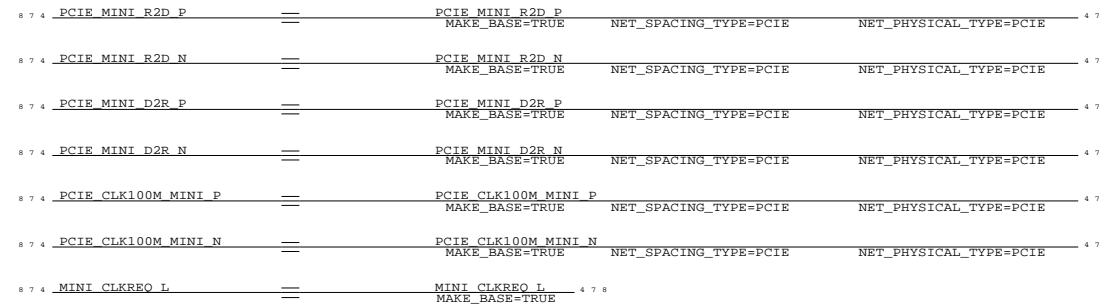 8 7 4 PCIE_MINI_R2D_P PCIE_MINI_R2D_P 4 7
MAKE_BASE=TRUE NET_SPACING_TYPE=PCIE NET_PHYSICAL_TYPE=PCIE
8 7 4 PCIE_MINI_R2D_N PCIE_MINI_R2D_N 4 7
MAKE_BASE=TRUE NET_SPACING_TYPE=PCIE NET_PHYSICAL_TYPE=PCIE
8 7 4 PCIE_MINI_D2R_P PCIE_MINI_D2R_P 4 7
MAKE_BASE=TRUE NET_SPACING_TYPE=PCIE NET_PHYSICAL_TYPE=PCIE
8 7 4 PCIE_MINI_D2R_N PCIE_MINI_D2R_N 4 7
MAKE_BASE=TRUE NET_SPACING_TYPE=PCIE NET_PHYSICAL_TYPE=PCIE
8 7 4 PCIE_CLK100M_MINI_P PCIE_CLK100M_MINI_P 4 7
MAKE_BASE=TRUE NET_SPACING_TYPE=PCIE NET_PHYSICAL_TYPE=PCIE
8 7 4 PCIE_CLK100M_MINI_N PCIE_CLK100M_MINI_N 4 7
MAKE_BASE=TRUE NET_SPACING_TYPE=PCIE NET_PHYSICAL_TYPE=PCIE
8 7 4 MINI_CLKREQ_L MINI_CLKREQ_L 4 7 8
MAKE_BASE=TRUE